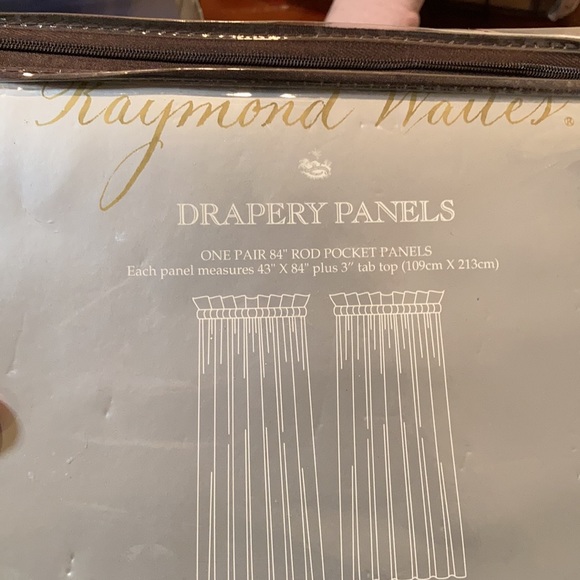 Raymond Waites®
DRAPERY PANELS
ONE PAIR 84" ROD POCKET PANELS
Each panel measures 43" X 84" plus 3" tab top (109cm X 213cm)